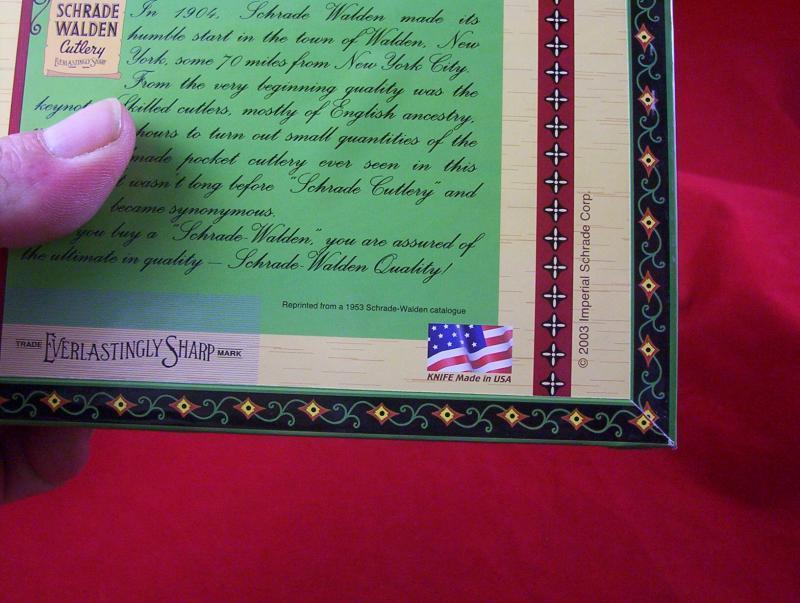 SCHRADE
WALDEN
Cutlery
EVERLASTINGLY SHARP
In 1904, Schrade Walden made its
humble start in the town of Walden, New
York, some 70 miles from New York City.
From the very beginning quality was the
keynot Skilled cutlers, mostly of English ancestry,
hours to turn out small quantities of the
made pocket cutlery ever seen in this
t wasn't long before "Schrade Cutlery" and
became synonymous.
you buy a "Schrade-Walden," you are assured of
the ultimate in quality — Schrade-Walden Quality!
Reprinted from a 1953 Schrade-Walden catalogue
TRADE EVERLASTINGLY SHARP MARK
KNIFE Made in USA
© 2003 Imperial Schrade Corp.